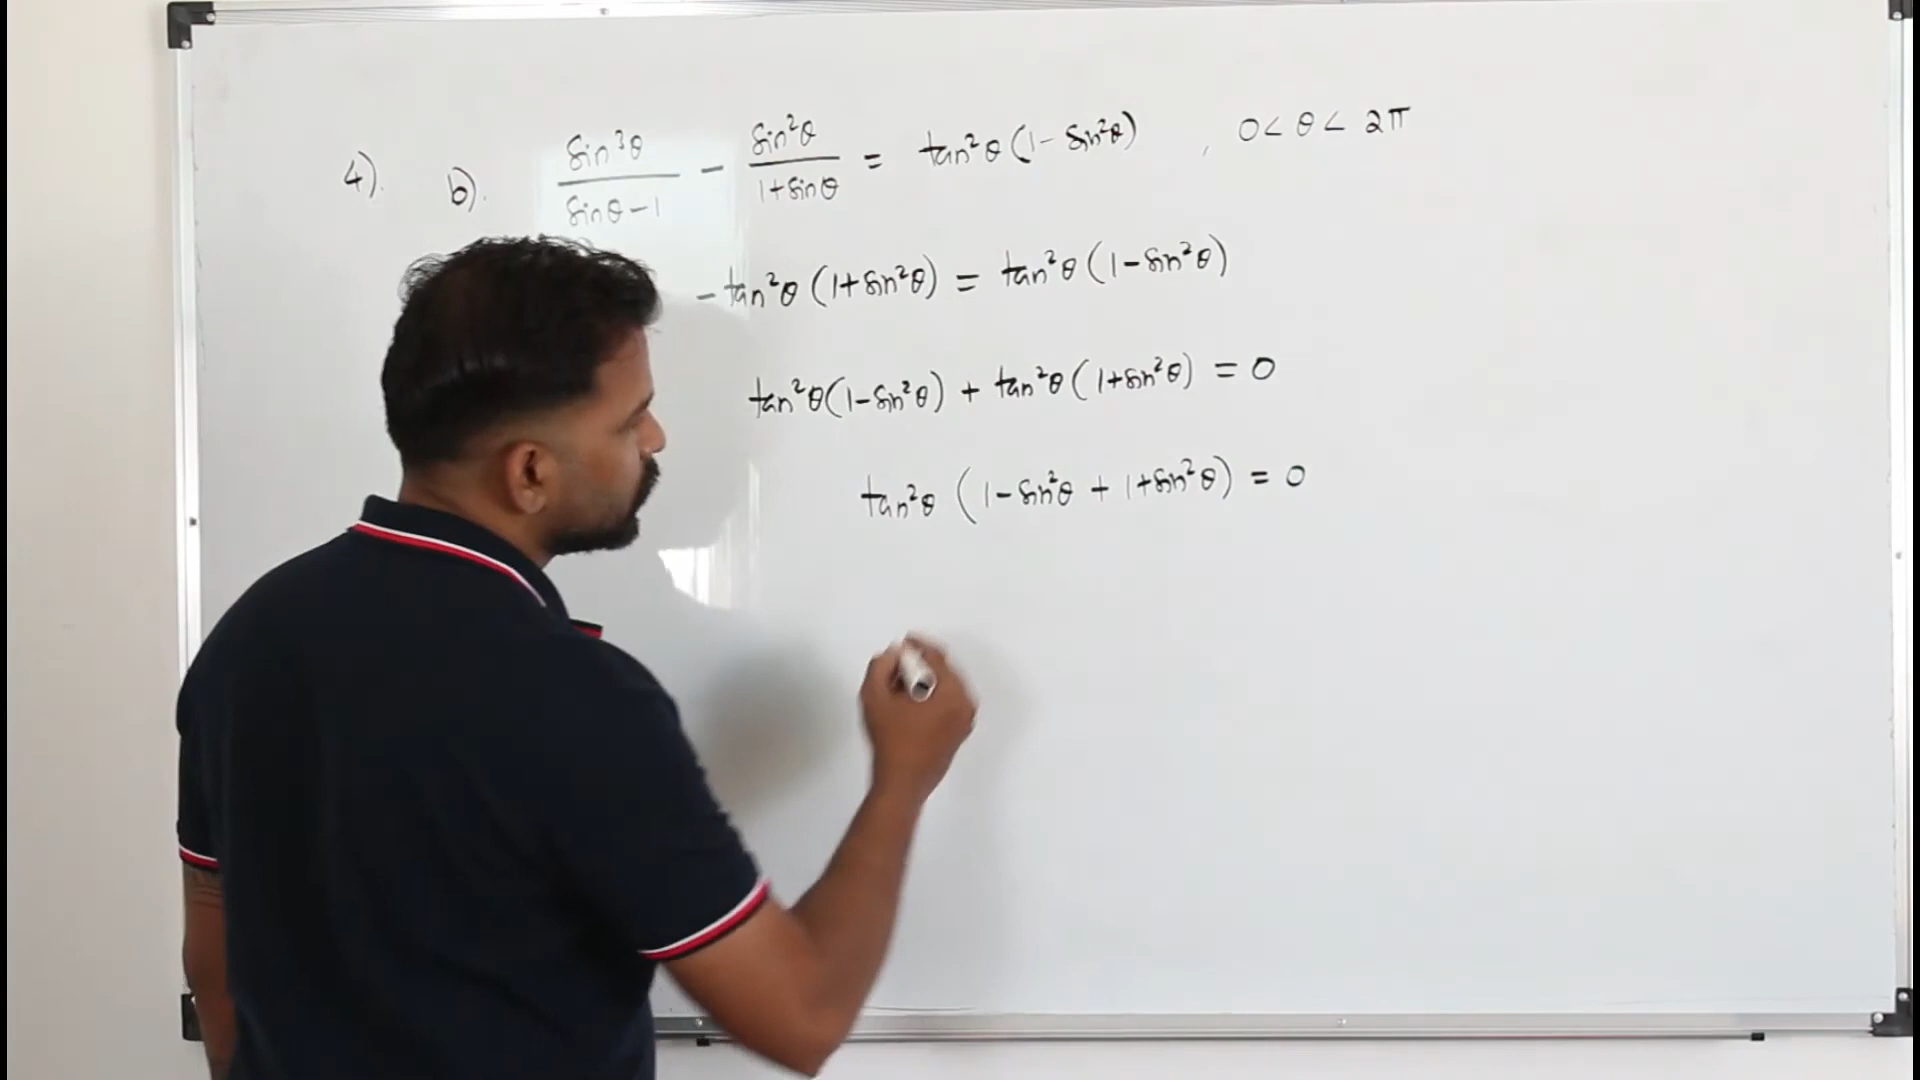 4). b). sin³θ/(sinθ-1) - sin²θ/(1+sinθ) = tan²θ(1-sin²θ) , 0 < θ < 2π
-tan²θ (1+sin²θ) = tan²θ (1-sin²θ)
tan²θ(1-sin²θ) + tan²θ (1+sin²θ) = 0
tan²θ (1-sin²θ + 1+sin²θ) = 0